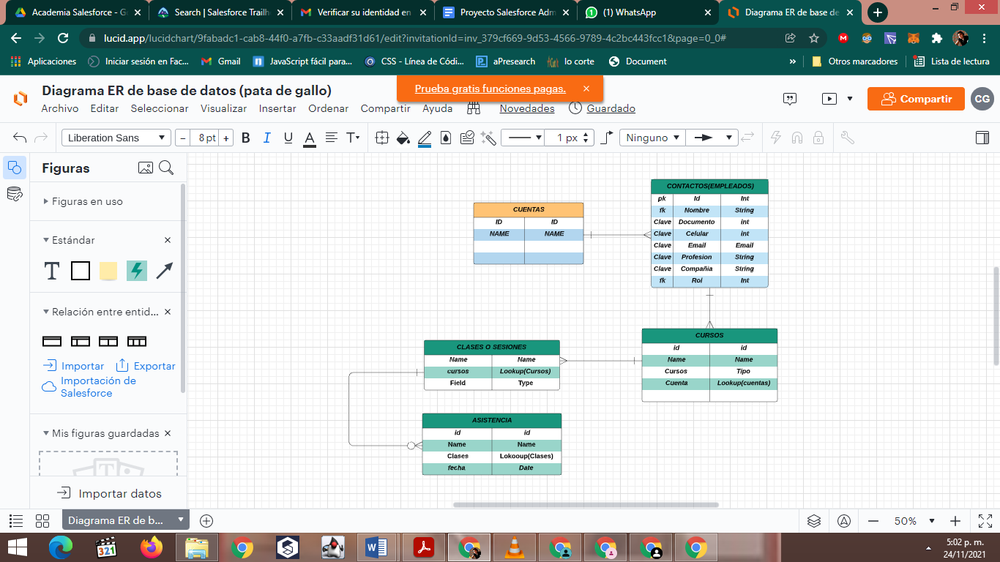 Academia Salesforce - Go
Search | Salesforce Trailhe
Verificar su identidad en
Proyecto Salesforce Adm
(1) WhatsApp
Diagrama ER de base de
lucid.app/lucidchart/9fabadc1-cab8-44f0-a7fb-c33aadf31d61/edit?invitationId=inv_379cf669-9d53-4566-9789-4c2bc443fcc1&page=0_0#
Aplicaciones
Iniciar sesión en Fac...
Gmail
JavaScript fácil para...
CSS - Línea de Códi...
aPresearch
lo corte
Document
»
Otros marcadores
Lista de lectura
Diagrama ER de base de datos (pata de gallo)
Prueba gratis funciones pagas. ×
Archivo Editar Seleccionar Visualizar Insertar Ordenar Compartir Ayuda Novedades Guardado
Compartir
CG
Liberation Sans − 8 pt + B I U A T 1 px Ninguno
Figuras
Figuras en uso
Estándar ×
T
Relación entre entid... ×
Importar Exportar
Importación de
Salesforce
Mis figuras guardadas ×
Importar datos
CUENTAS
ID ID
NAME NAME
CONTACTOS(EMPLEADOS)
pk Id Int
fk Nombre String
Clave Documento int
Clave Celular int
Clave Email Email
Clave Profesion String
Clave Compañia String
fk Rol Int
CLASES O SESIONES
Name Name
cursos Lookup(Cursos)
Field Type
CURSOS
id id
Name Name
Cursos Tipo
Cuenta Lookup(cuentas)
ASISTENCIA
id id
Name Name
Clases Lokooup(Clases)
fecha Date
Diagrama ER de b...
50%
321
5:02 p. m.
24/11/2021